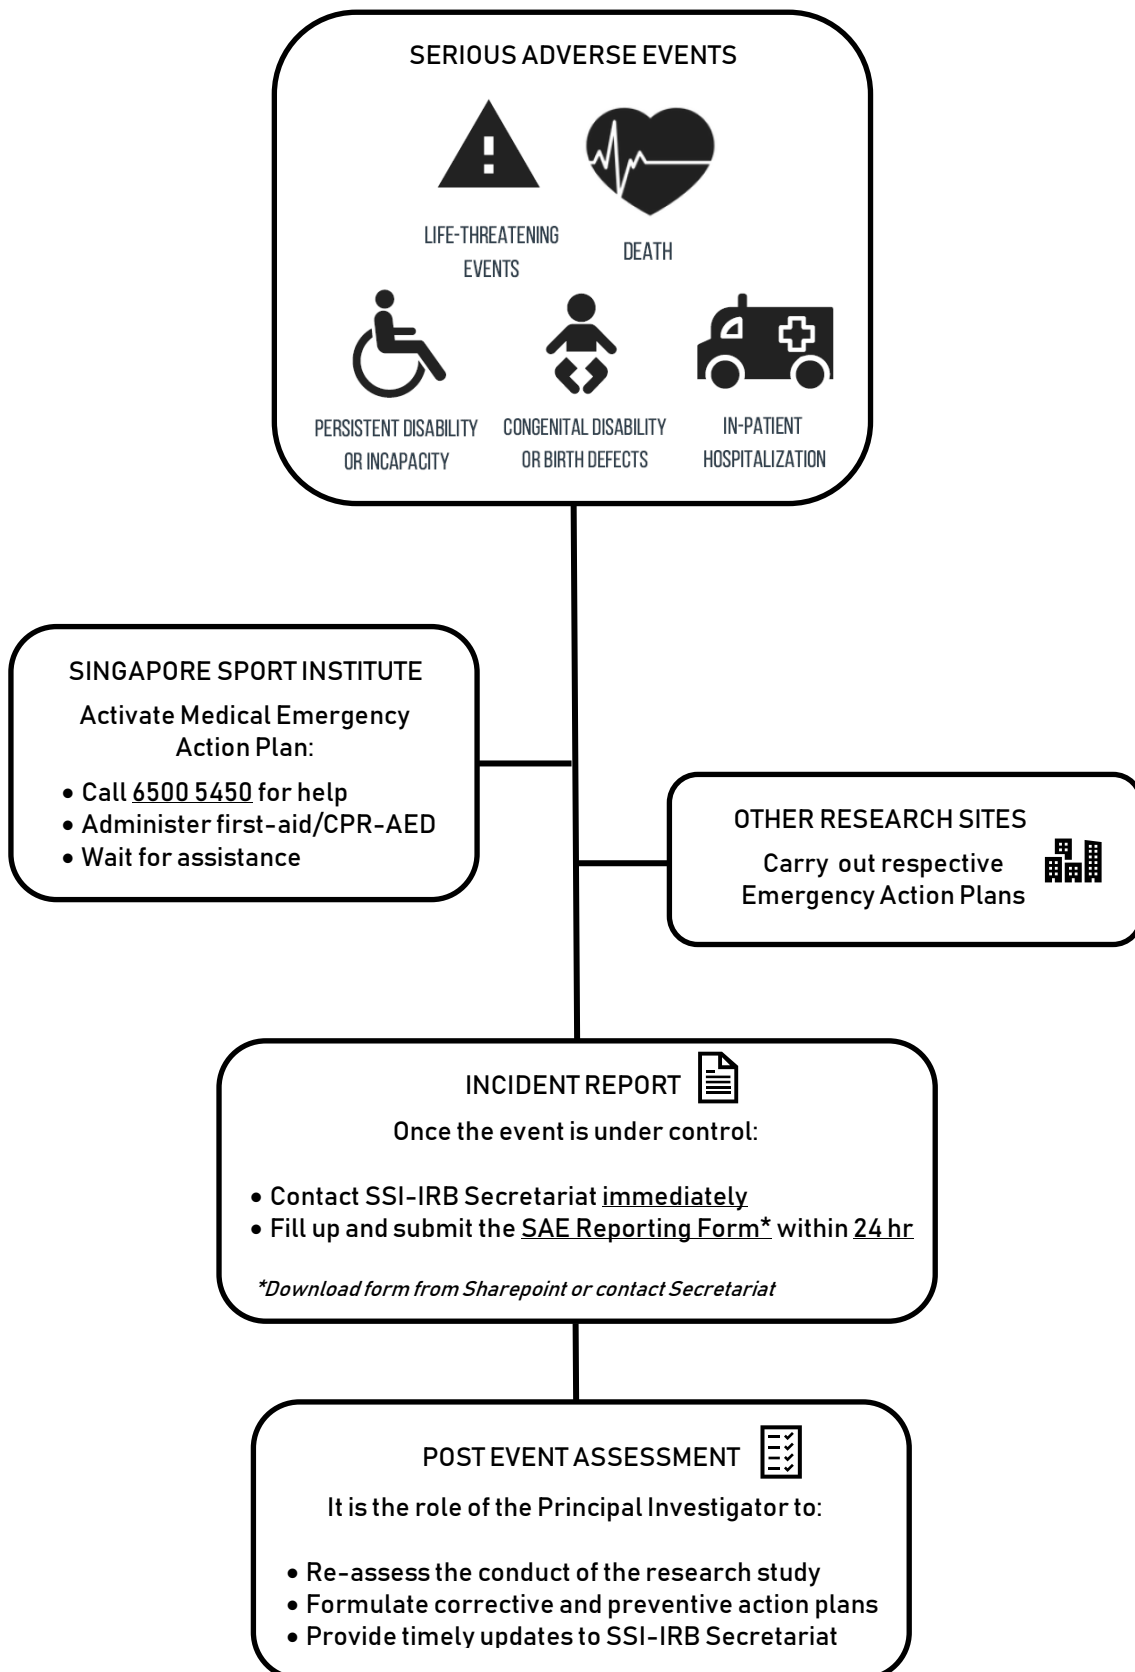 SERIOUS ADVERSE EVENTS
LIFE-THREATENING
EVENTS
DEATH
PERSISTENT DISABILITY
OR INCAPACITY
CONGENITAL DISABILITY
OR BIRTH DEFECTS
IN-PATIENT
HOSPITALIZATION
SINGAPORE SPORT INSTITUTE
Activate Medical Emergency
Action Plan:
• Call 6500 5450 for help
• Administer first-aid/CPR-AED
• Wait for assistance
OTHER RESEARCH SITES
Carry out respective
Emergency Action Plans
INCIDENT REPORT
Once the event is under control:
• Contact SSI-IRB Secretariat immediately
• Fill up and submit the SAE Reporting Form* within 24 hr
*Download form from Sharepoint or contact Secretariat
POST EVENT ASSESSMENT
It is the role of the Principal Investigator to:
• Re-assess the conduct of the research study
• Formulate corrective and preventive action plans
• Provide timely updates to SSI-IRB Secretariat